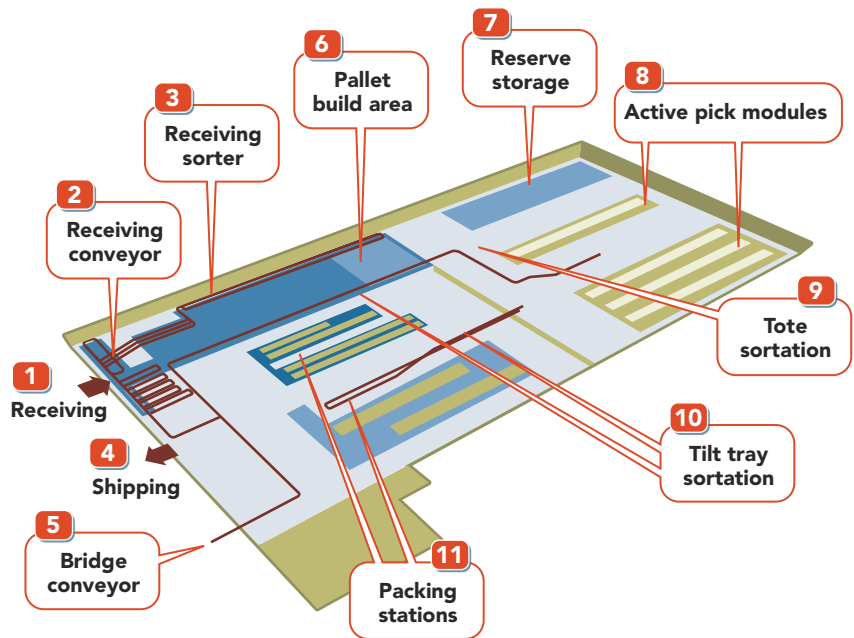 1
Receiving
2
Receiving
conveyor
3
Receiving
sorter
4
Shipping
5
Bridge
conveyor
6
Pallet
build area
7
Reserve
storage
8
Active pick modules
9
Tote
sortation
10
Tilt tray
sortation
11
Packing
stations